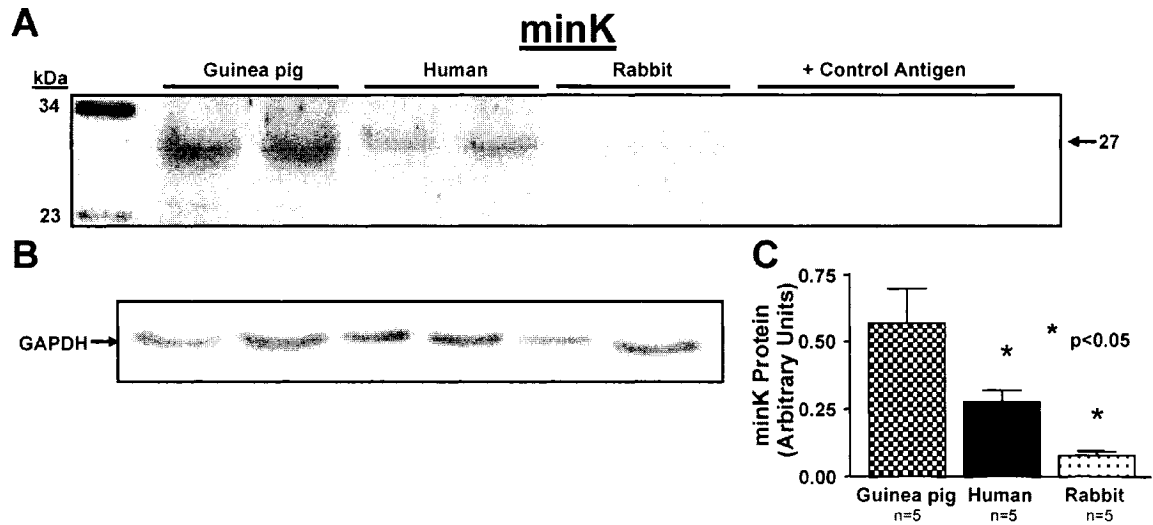 A
minK
kDa
Guinea pig
Human
Rabbit
+ Control Antigen
34
27
23
B
GAPDH
C
minK Protein
(Arbitrary Units)
0.75
0.50
0.25
0.00
* p<0.05
*
*
Guinea pig
Human
Rabbit
n=5
n=5
n=5